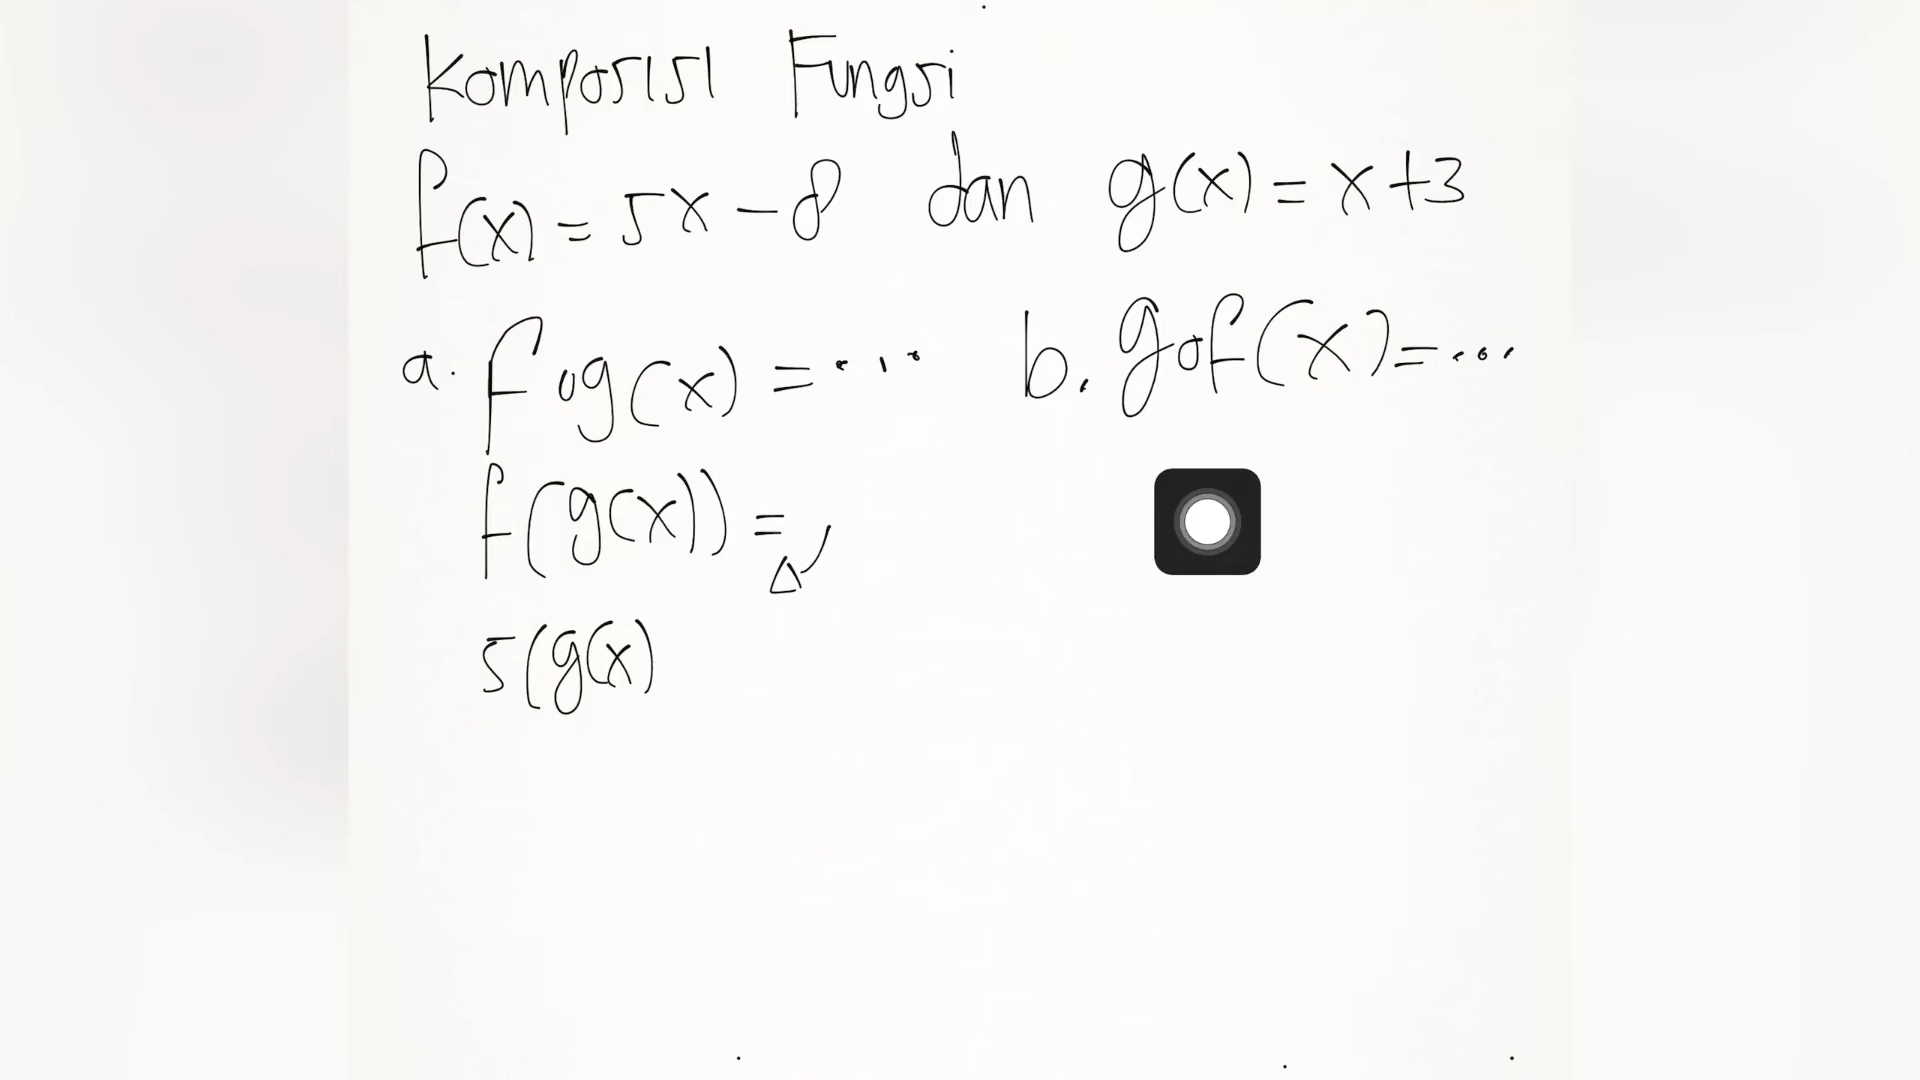 Komposisi Fungsi
f(x) = 5x - 8 dan g(x) = x + 3
a. fog(x) = ... b. gof(x) = ...
f(g(x)) =
5(g(x)